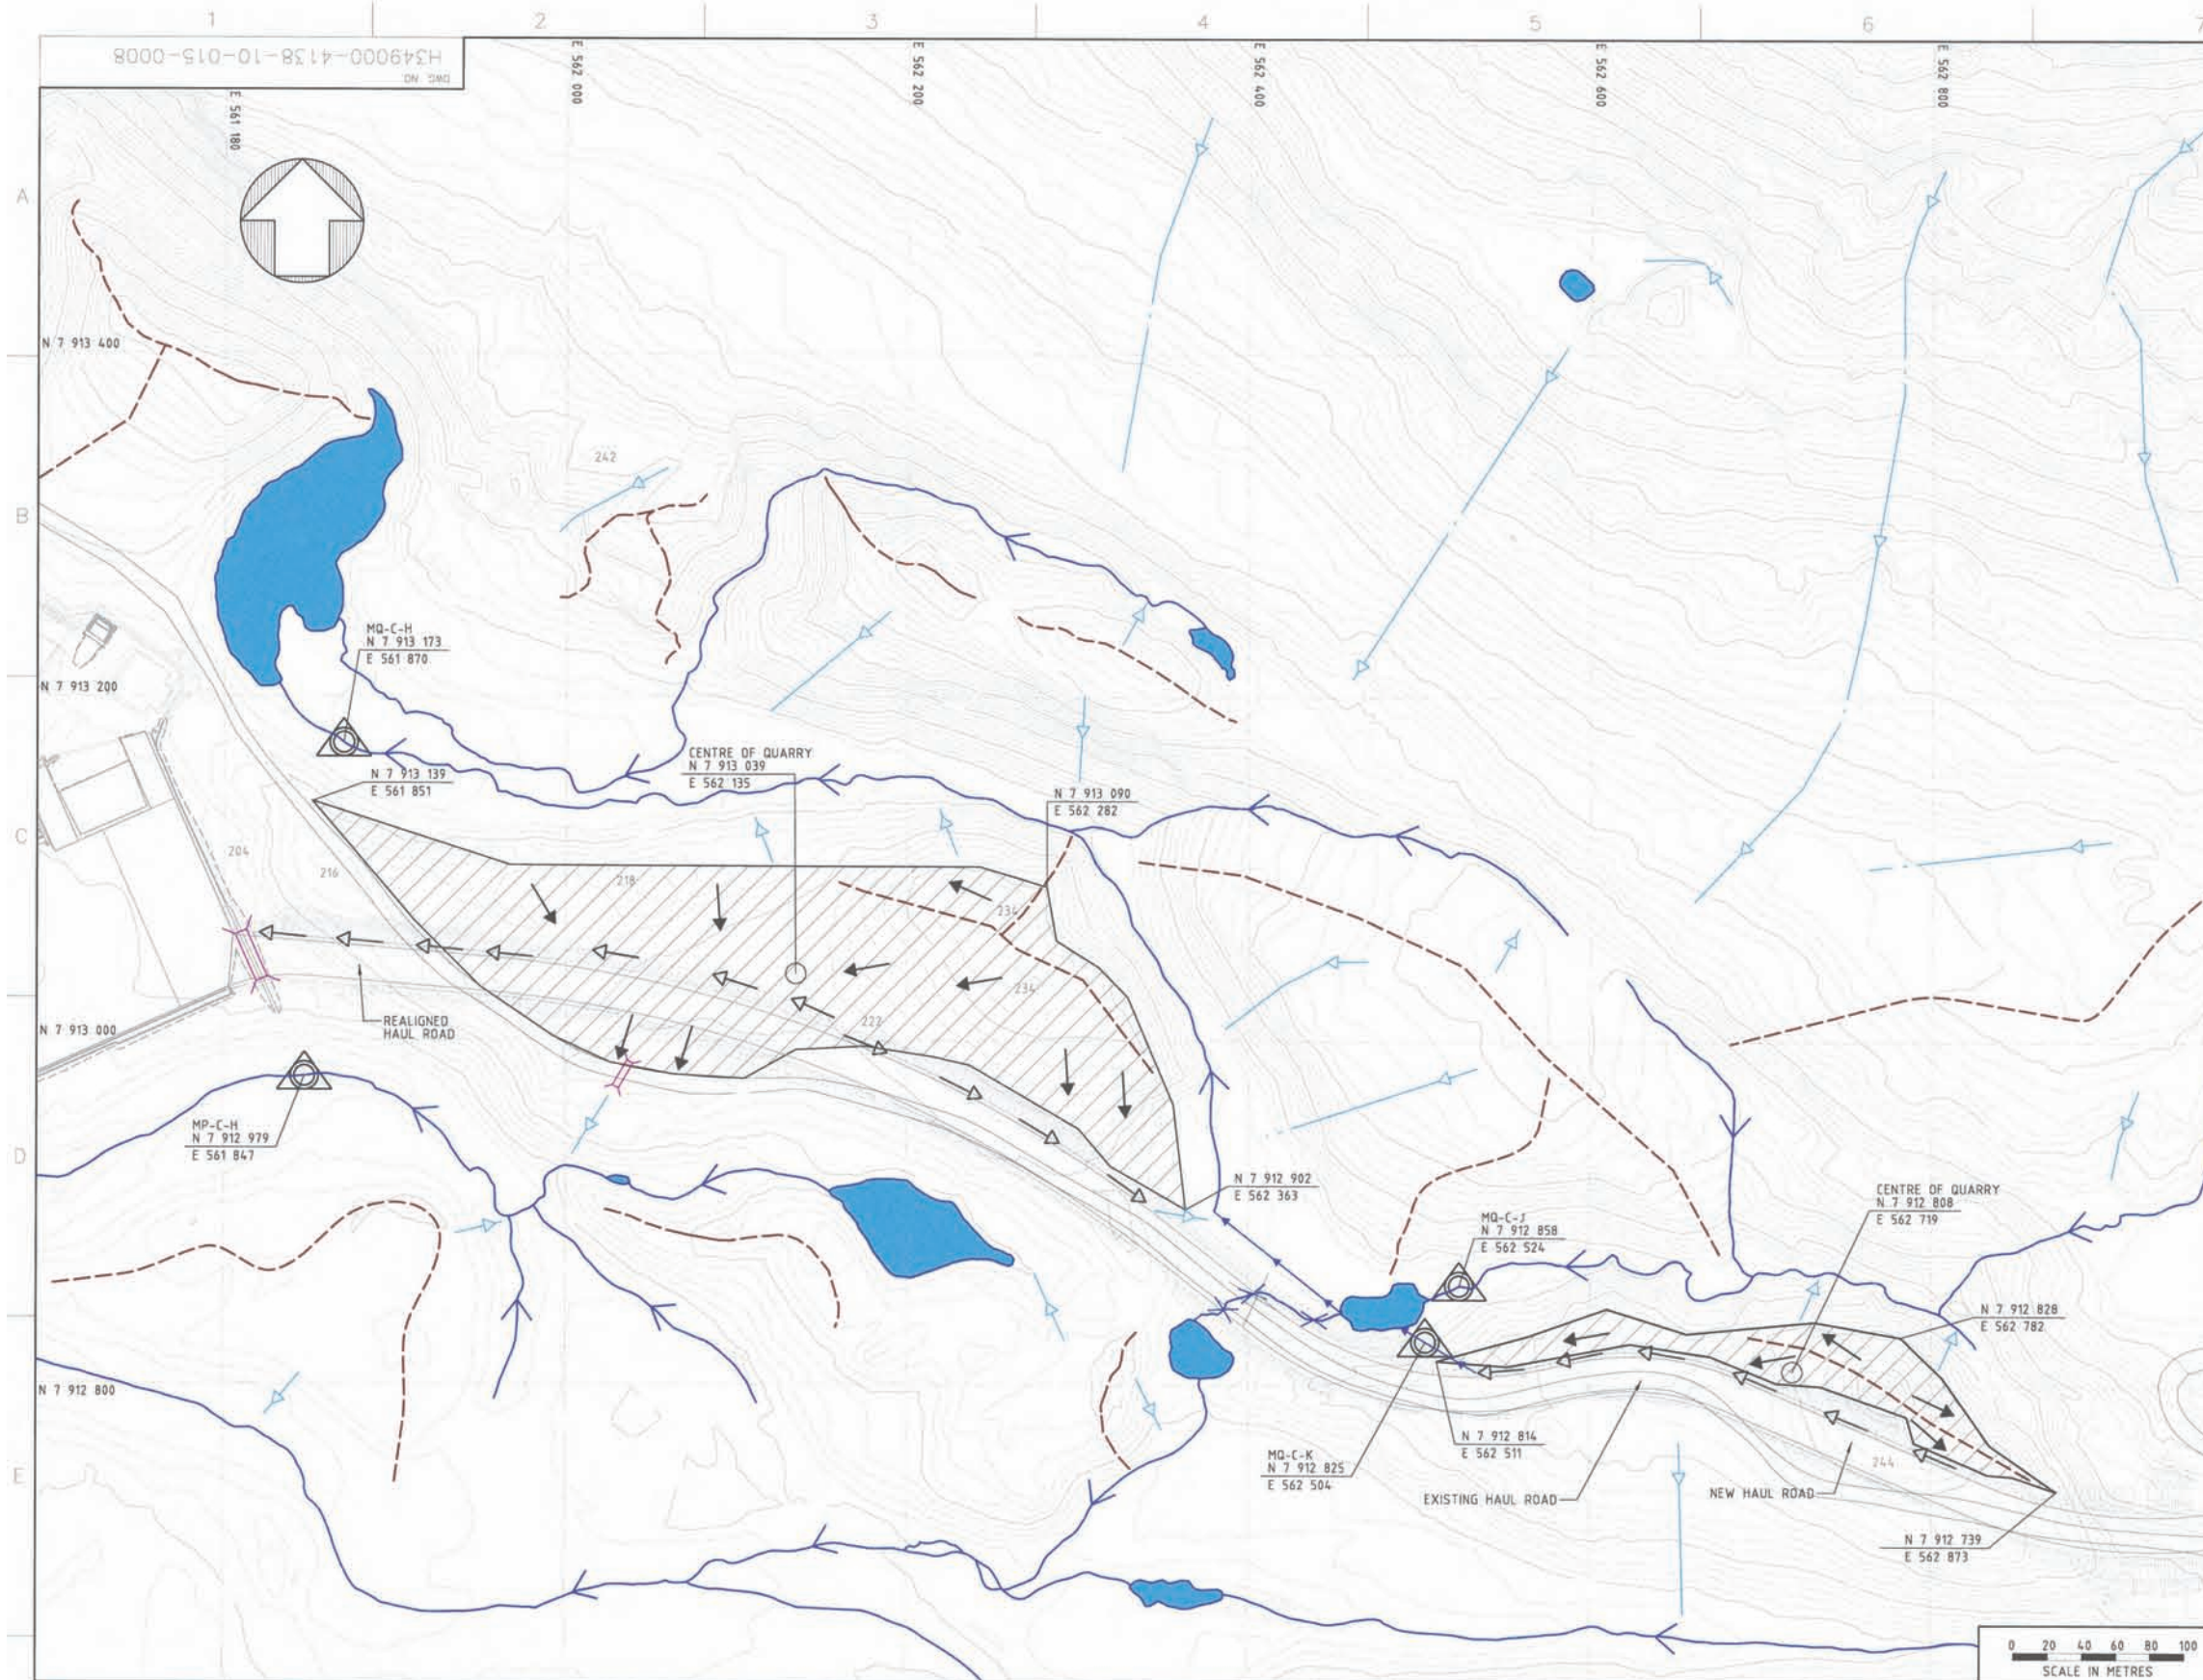 1 2 3 4 5 6 7
DWG. NO.
H349000-4138-10-015-0008
E 561 180
E 562 000
E 562 200
E 562 400
E 562 600
E 562 800
A
N 7 913 400
242
B
MQ-C-H
N 7 913 173
E 561 870
N 7 913 200
CENTRE OF QUARRY
N 7 913 039
E 562 135
N 7 913 139
E 561 851
N 7 913 090
E 562 282
C
204
216
218
234
234
222
N 7 913 000
REALIGNED
HAUL ROAD
MP-C-H
N 7 912 979
E 561 847
D
N 7 912 902
E 562 363
CENTRE OF QUARRY
N 7 912 808
E 562 719
MQ-C-J
N 7 912 858
E 562 524
N 7 912 828
E 562 782
N 7 912 800
N 7 912 814
E 562 511
MQ-C-K
N 7 912 825
E 562 504
E
244
EXISTING HAUL ROAD
NEW HAUL ROAD
N 7 912 739
E 562 873
0 20 40 60 80 100
SCALE IN METRES